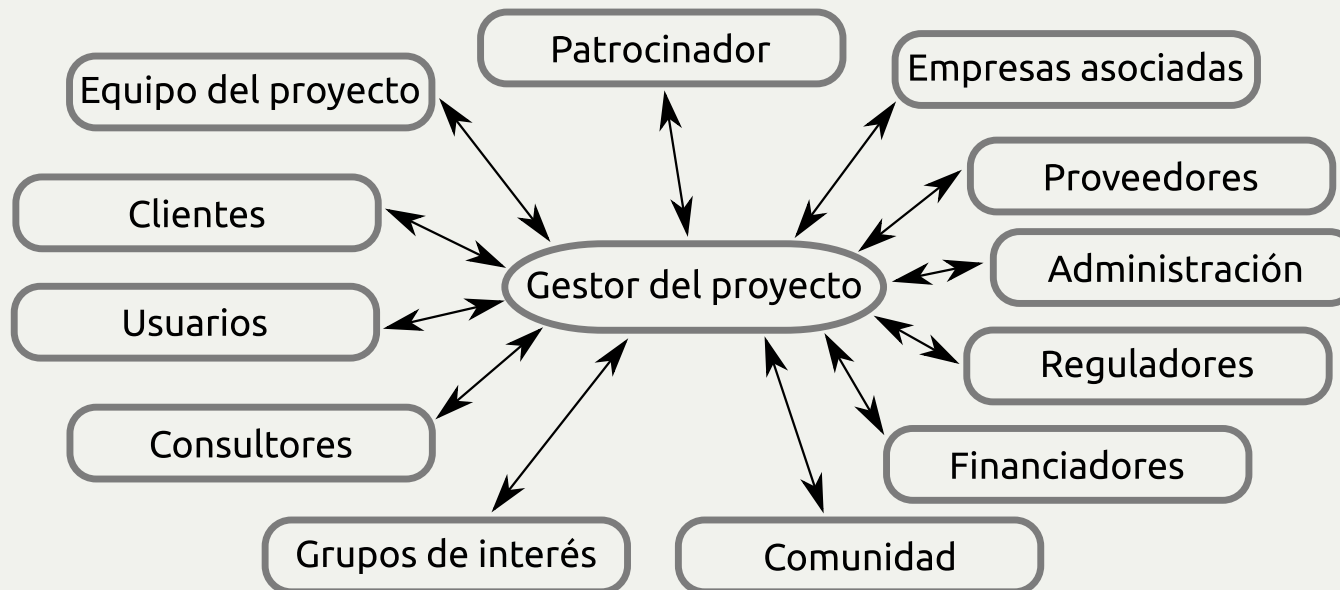 Patrocinador
Empresas asociadas
Equipo del proyecto
Proveedores
Clientes
Administración
Gestor del proyecto
Usuarios
Reguladores
Consultores
Financiadores
Grupos de interés
Comunidad